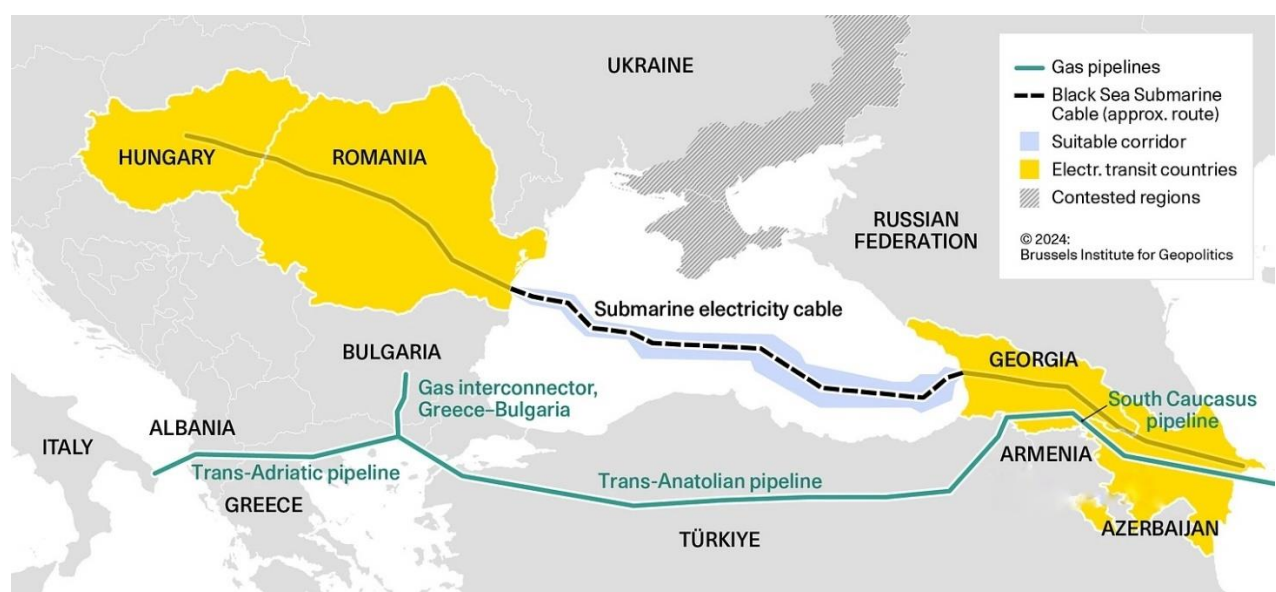 UKRAINE
Gas pipelines
Black Sea Submarine
Cable (approx. route)
Suitable corridor
Electr. transit countries
Contested regions
© 2024:
Brussels Institute for Geopolitics
HUNGARY
ROMANIA
RUSSIAN
FEDERATION
Submarine electricity cable
BULGARIA
GEORGIA
Gas interconnector,
Greece–Bulgaria
South Caucasus
pipeline
ALBANIA
ITALY
ARMENIA
Trans-Adriatic pipeline
Trans-Anatolian pipeline
GREECE
AZERBAIJAN
TÜRKIYE